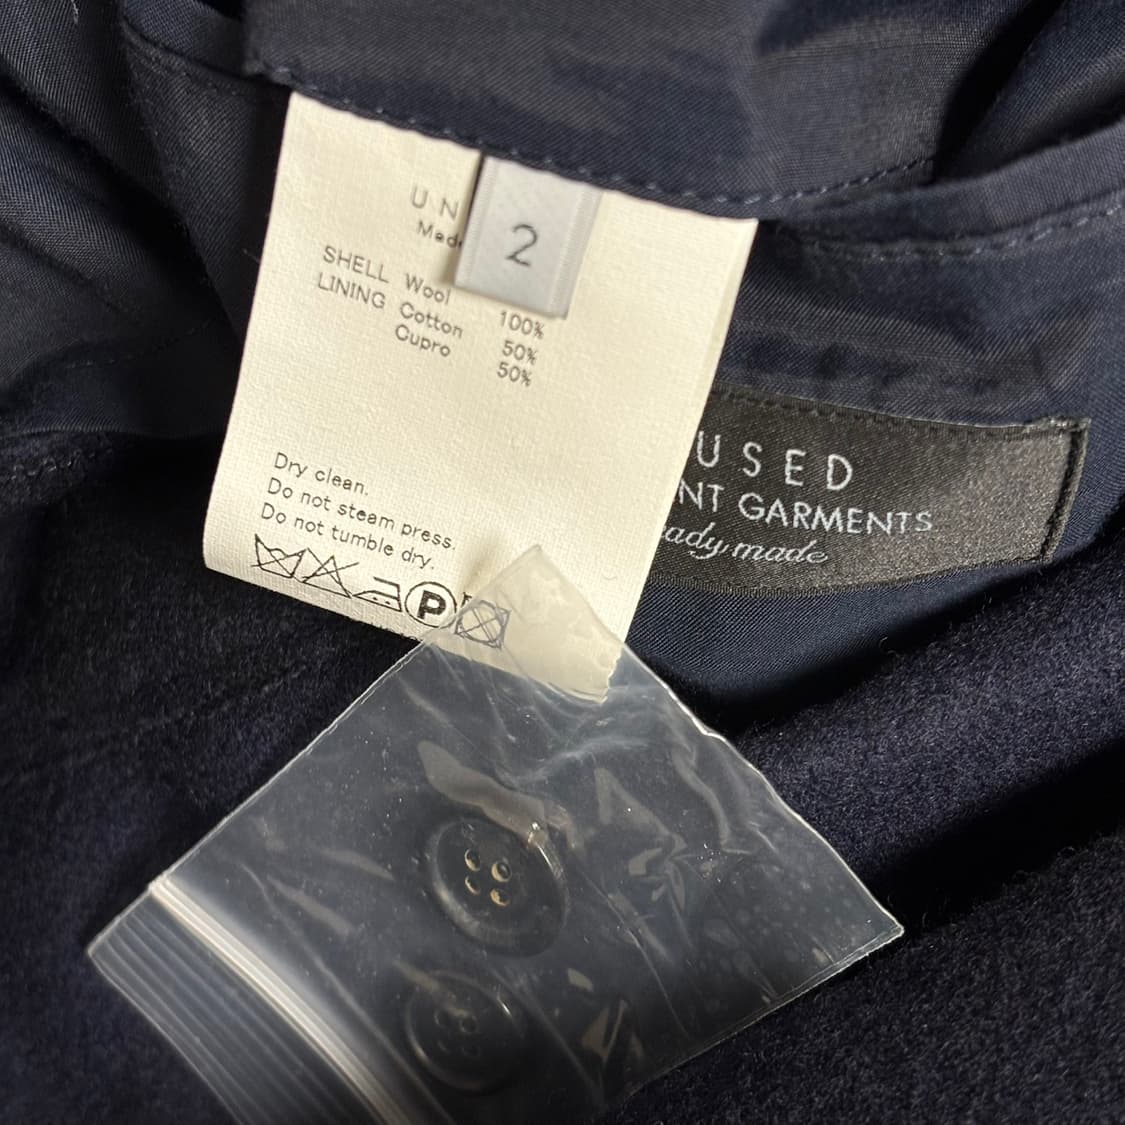 UN
Made
2
SHELL Wool 100%
LINING Cotton 50%
Cupro 50%
Dry clean.
Do not steam press.
Do not tumble dry.
P
USED
NT GARMENTS
ady made